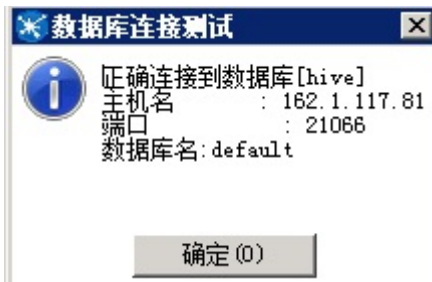 数据库连接测试
正确连接到数据库[hive]
主机名 : 162.1.117.81
端口 : 21066
数据库名:default
确定(O)